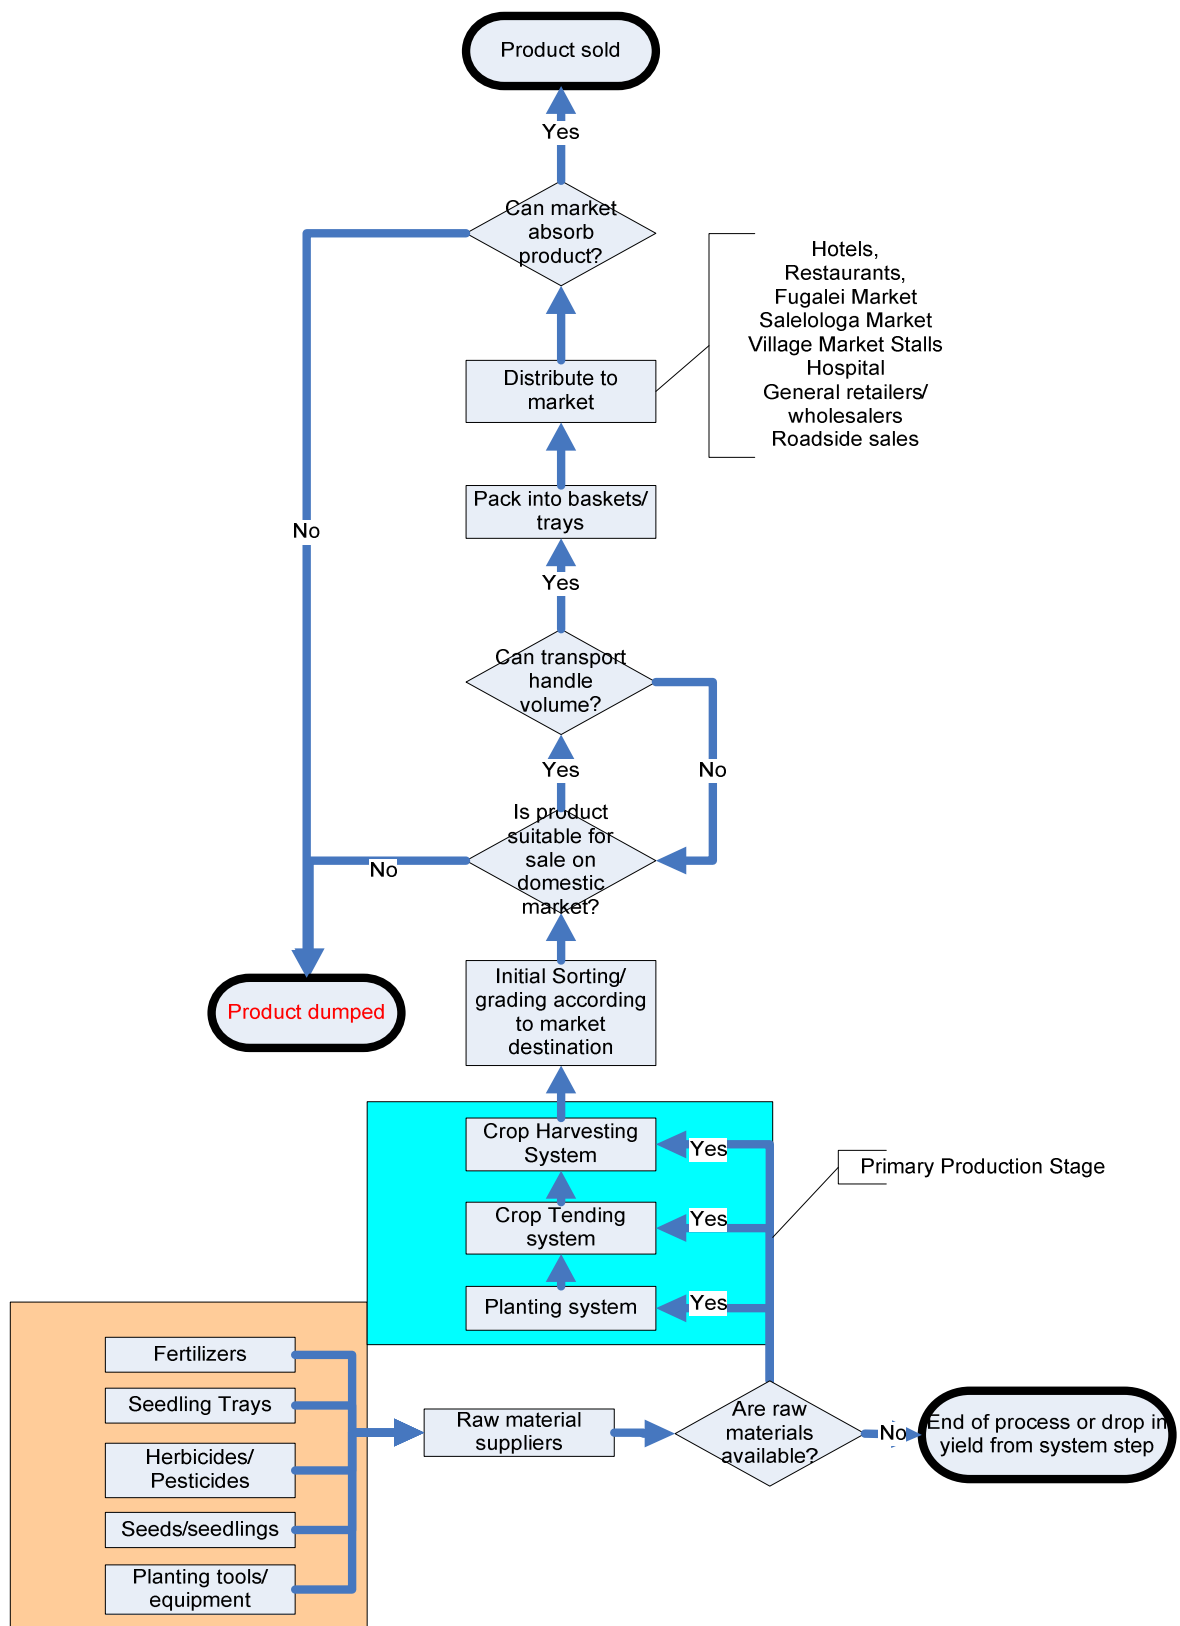 Product sold
Yes
Can market
absorb
product?
Hotels,
Restaurants,
Fugalei Market
Salelologa Market
Village Market Stalls
Hospital
General retailers/
wholesalers
Roadside sales
Distribute to
market
Pack into baskets/
trays
No
Yes
Can transport
handle
volume?
Yes
No
Is product
suitable for
sale on
domestic
market?
No
Initial Sorting/
grading according
to market
destination
Product dumped
Crop Harvesting
System
Yes
Primary Production Stage
Crop Tending
system
Yes
Planting system
Yes
Fertilizers
Seedling Trays
Herbicides/
Pesticides
Seeds/seedlings
Planting tools/
equipment
Raw material
suppliers
Are raw
materials
available?
No
End of process or drop in
yield from system step